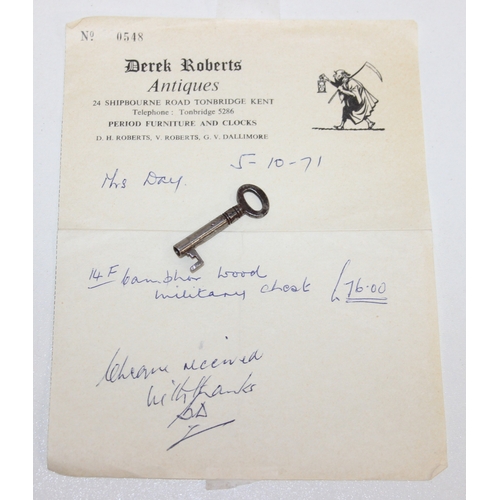 Nº 0548
Derek Roberts
Antiques
24 SHIPBOURNE ROAD TONBRIDGE KENT
Telephone: Tonbridge 5286
PERIOD FURNITURE AND CLOCKS
D. H. ROBERTS, V. ROBERTS, G. V. DALLIMORE
5-10-71
Mrs Day.
14F Camphor wood
military chest £76.00
Cheque received
with thanks